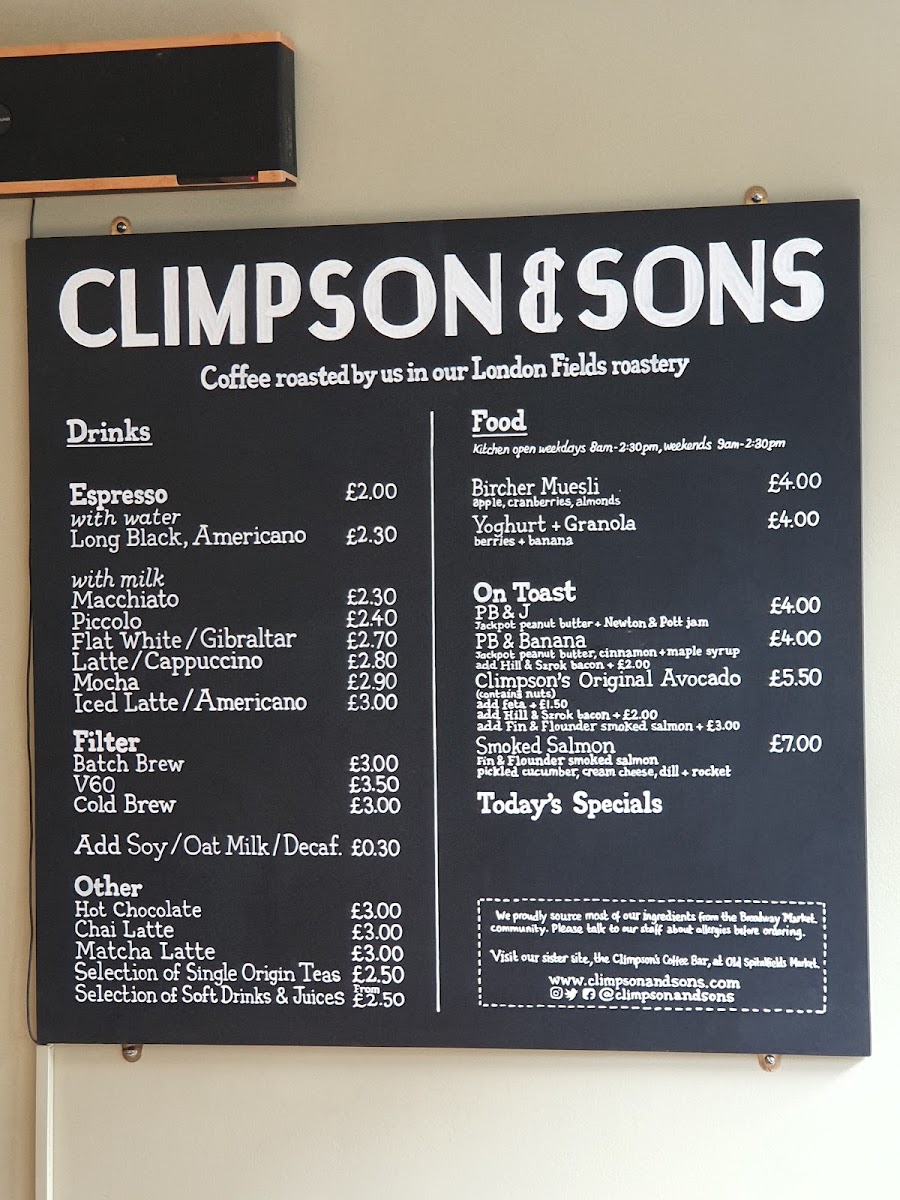 CLIMPSON & SONS
Coffee roasted by us in our London Fields roastery
Drinks
Espresso £2.00
with water
Long Black, Americano £2.30
with milk
Macchiato £2.30
Piccolo £2.40
Flat White / Gibraltar £2.70
Latte / Cappuccino £2.80
Mocha £2.90
Iced Latte / Americano £3.00
Filter
Batch Brew £3.00
V60 £3.50
Cold Brew £3.00
Add Soy / Oat Milk / Decaf. £0.30
Other
Hot Chocolate £3.00
Chai Latte £3.00
Matcha Latte £3.00
Selection of Single Origin Teas £2.50
Selection of Soft Drinks & Juices From £2.50
Food
Kitchen open weekdays 8am-2:30pm, weekends 9am-2:30pm
Bircher Muesli £4.00
apple, cranberries, almonds
Yoghurt + Granola £4.00
berries + banana
On Toast
PB & J £4.00
Jackpot peanut butter + Newton & Pott jam
PB & Banana £4.00
Jackpot peanut butter, cinnamon + maple syrup
add Hill & Szrok bacon + £2.00
Climpson's Original Avocado £5.50
(contains nuts)
add feta + £1.50
add Hill & Szrok bacon + £2.00
add Fin & Flounder smoked salmon + £3.00
Smoked Salmon £7.00
Fin & Flounder smoked salmon
pickled cucumber, cream cheese, dill + rocket
Today's Specials
We proudly source most of our ingredients from the Broadway Market
community. Please talk to our staff about allergies before ordering.
Visit our sister site, the Climpson's Coffee Bar, at Old Spitalfields Market.
www.climpsonandsons.com
@climpsonandsons